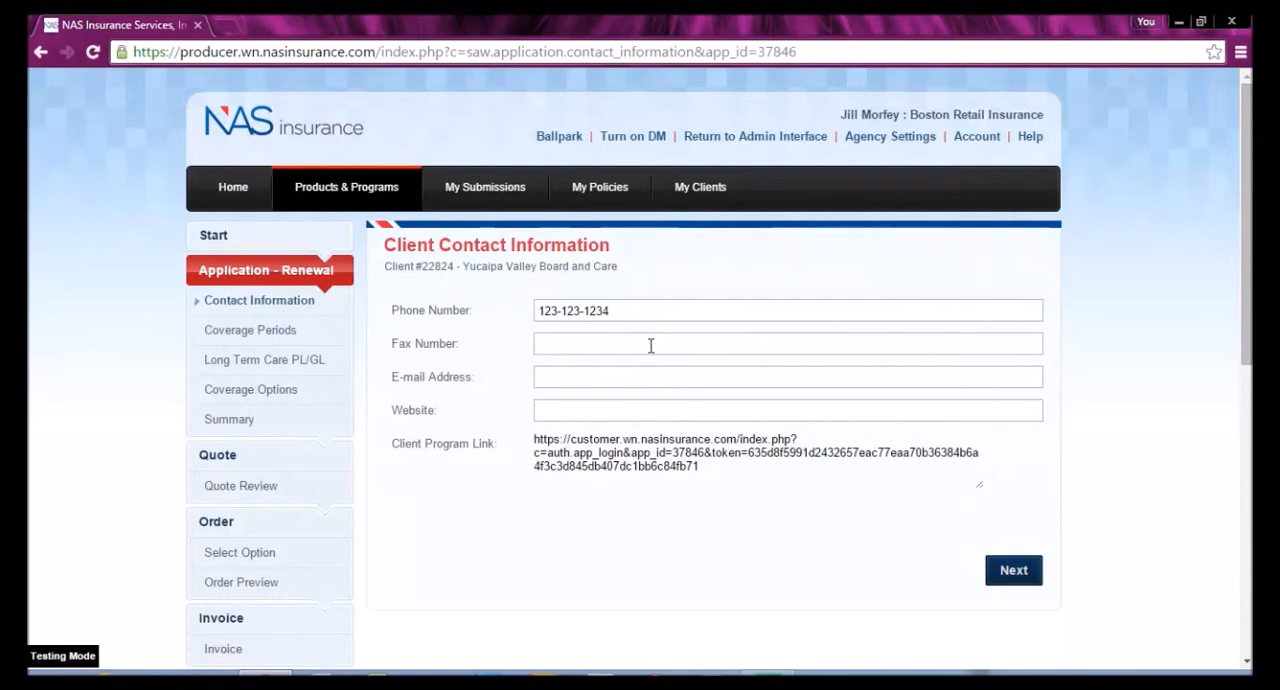 NAS Insurance Services, In
You
https://producer.wn.nasinsurance.com/index.php?c=saw.application.contact_information&app_id=37846
NAS insurance
Jill Morfey : Boston Retail Insurance
Ballpark | Turn on DM | Return to Admin Interface | Agency Settings | Account | Help
Home
Products & Programs
My Submissions
My Policies
My Clients
Start
Application - Renewal
Contact Information
Coverage Periods
Long Term Care PL/GL
Coverage Options
Summary
Quote
Quote Review
Order
Select Option
Order Preview
Invoice
Invoice
Client Contact Information
Client#22824 - Yucaipa Valley Board and Care
Phone Number: 123-123-1234
Fax Number:
E-mail Address:
Website:
Client Program Link: https://customer.wn.nasinsurance.com/index.php?
c=auth.app_login&app_id=37846&token=635d8f5991d2432657eac77eaa70b36384b6a
4f3c3d845db407dc1bb6c84fb71
Next
Testing Mode